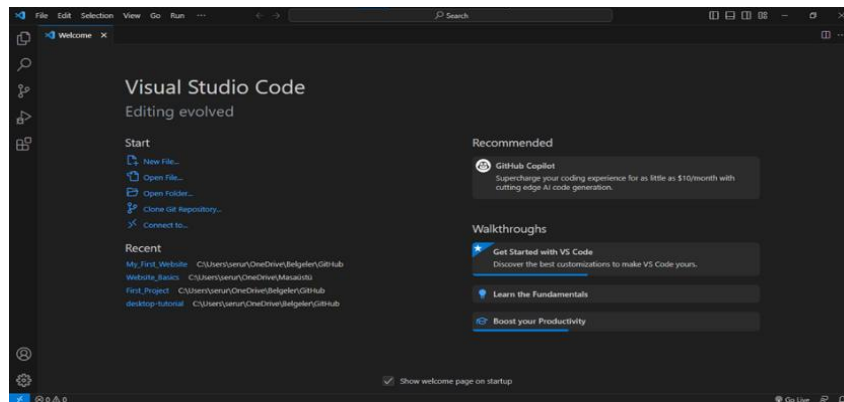 File Edit Selection View Go Run ···
Search
Welcome
Visual Studio Code
Editing evolved
Start
New File...
Open File...
Open Folder...
Clone Git Repository...
Connect to...
Recent
My_First_Website C:\Users\serur\OneDrive\Belgeler\GitHub
Website_Basics C:\Users\serur\OneDrive\Masaüstü
First_Project C:\Users\serur\OneDrive\Belgeler\GitHub
desktop-tutorial C:\Users\serur\OneDrive\Belgeler\GitHub
Recommended
GitHub Copilot
Supercharge your coding experience for as little as $10/month with
cutting edge AI code generation.
Walkthroughs
Get Started with VS Code
Discover the best customizations to make VS Code yours.
Learn the Fundamentals
Boost your Productivity
Show welcome page on startup
0 0
Go Live